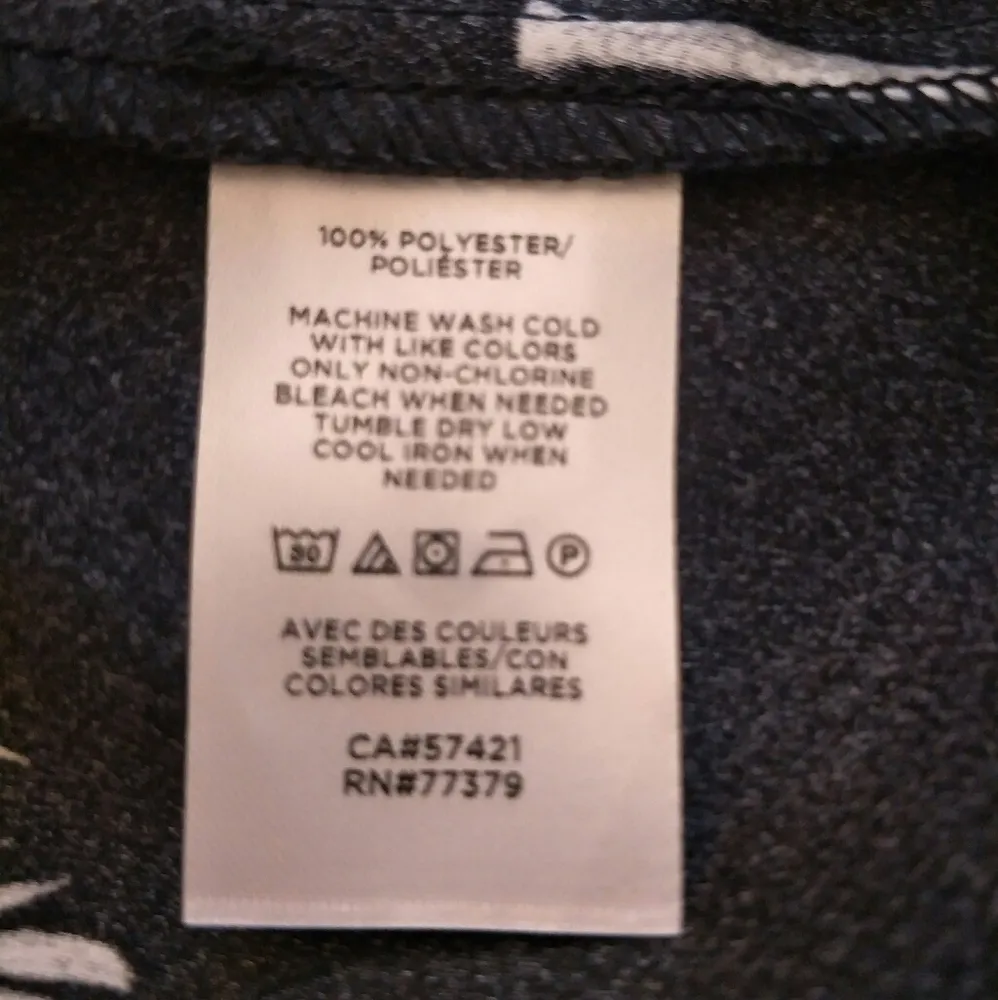 100% POLYESTER/
POLIÉSTER
MACHINE WASH COLD
WITH LIKE COLORS
ONLY NON-CHLORINE
BLEACH WHEN NEEDED
TUMBLE DRY LOW
COOL IRON WHEN
NEEDED
30 P
AVEC DES COULEURS
SEMBLABLES/CON
COLORES SIMILARES
CA#57421
RN#77379